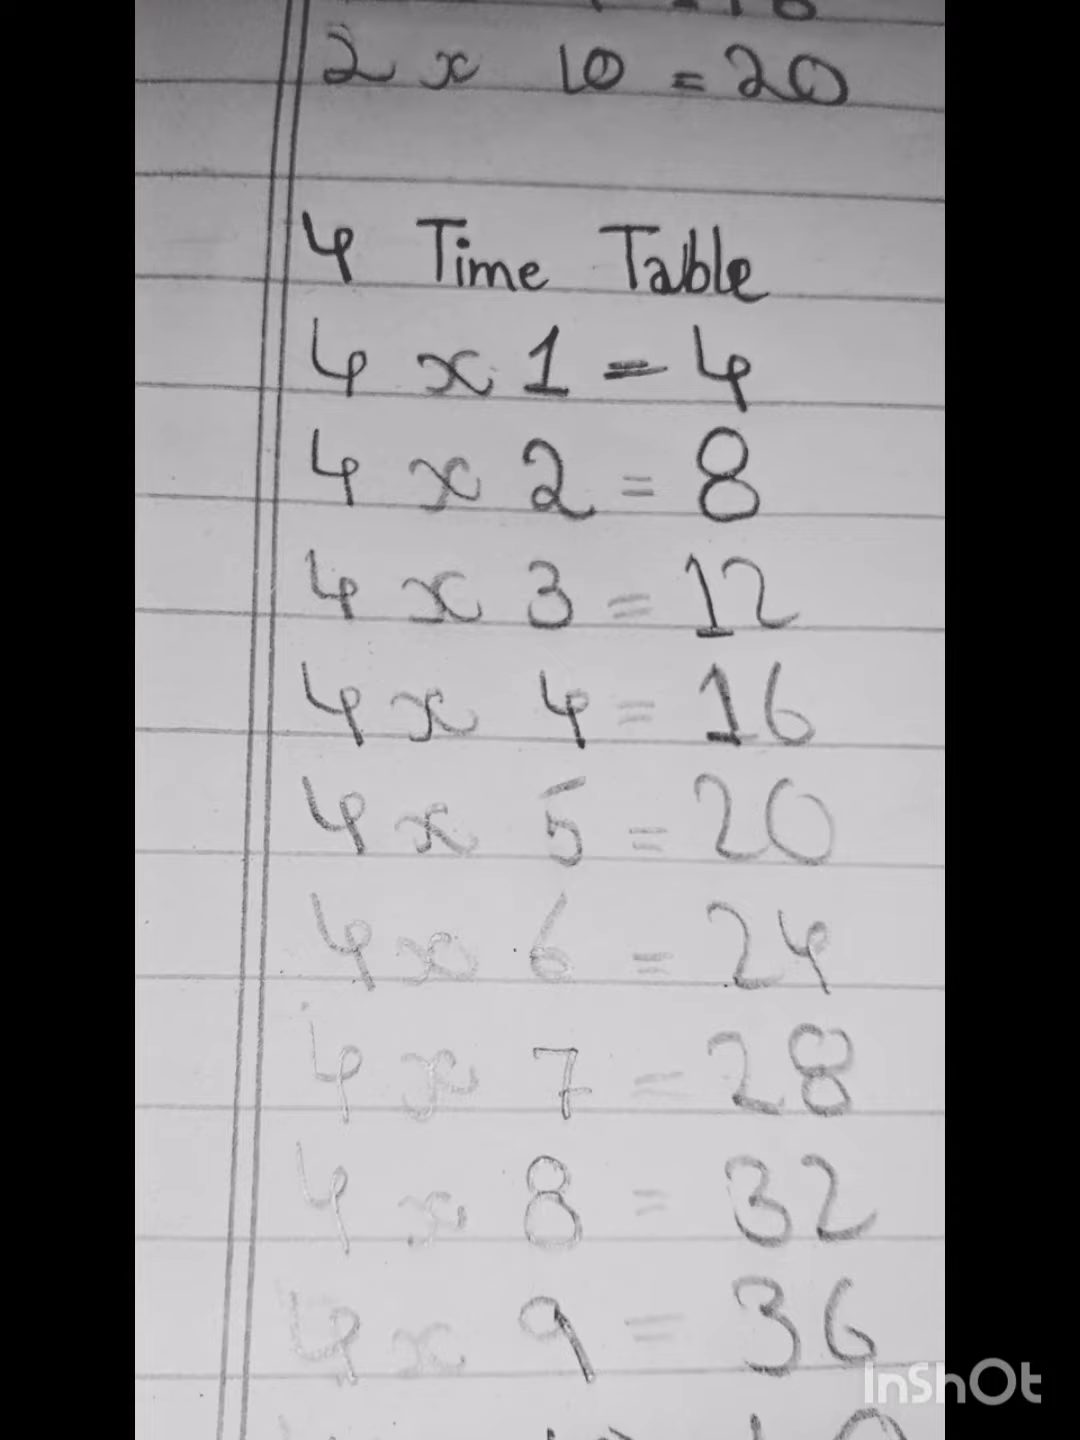 2 x 10 = 20
4 Time Table
4 x 1 = 4
4 x 2 = 8
4 x 3 = 12
4 x 4 = 16
4 x 5 = 20
4 x 6 = 24
4 x 7 = 28
4 x 8 = 32
4 x 9 = 36
InShOt